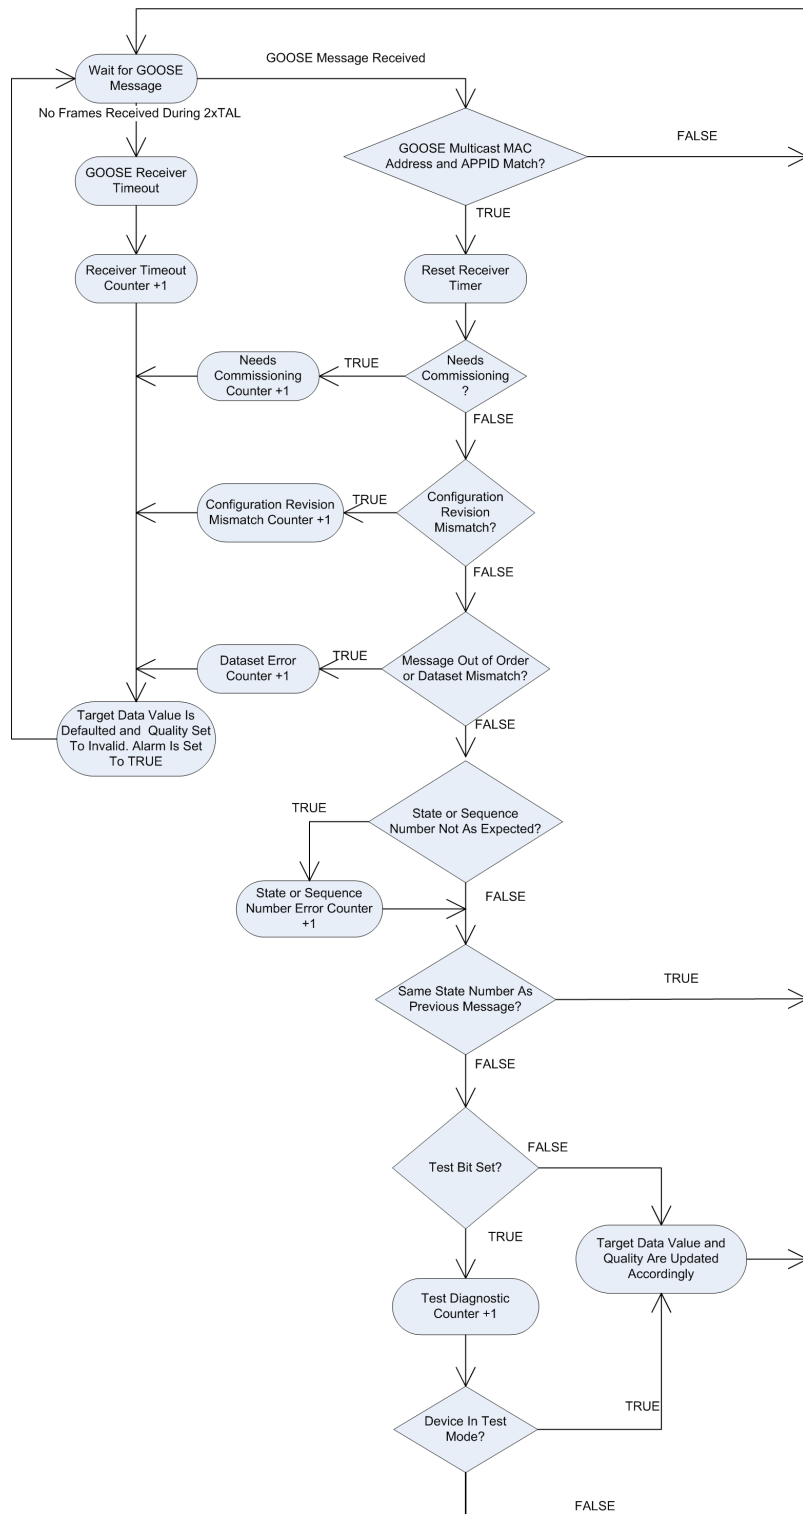 GOOSE Message Received
Wait for GOOSE
Message
No Frames Received During 2xTAL
GOOSE Multicast MAC
Address and APPID Match?
FALSE
GOOSE Receiver
Timeout
TRUE
Receiver Timeout
Counter +1
Reset Receiver
Timer
Needs
Commissioning
Counter +1
TRUE
Needs
Commissioning
?
FALSE
Configuration Revision
Mismatch Counter +1
TRUE
Configuration
Revision
Mismatch?
FALSE
Dataset Error
Counter +1
TRUE
Message Out of Order
or Dataset Mismatch?
Target Data Value Is
Defaulted and Quality Set
To Invalid. Alarm Is Set
To TRUE
FALSE
TRUE
State or Sequence
Number Not As Expected?
State or Sequence
Number Error Counter
+1
FALSE
Same State Number As
Previous Message?
TRUE
FALSE
Test Bit Set?
FALSE
TRUE
Target Data Value and
Quality Are Updated
Accordingly
Test Diagnostic
Counter +1
Device In Test
Mode?
TRUE
FALSE